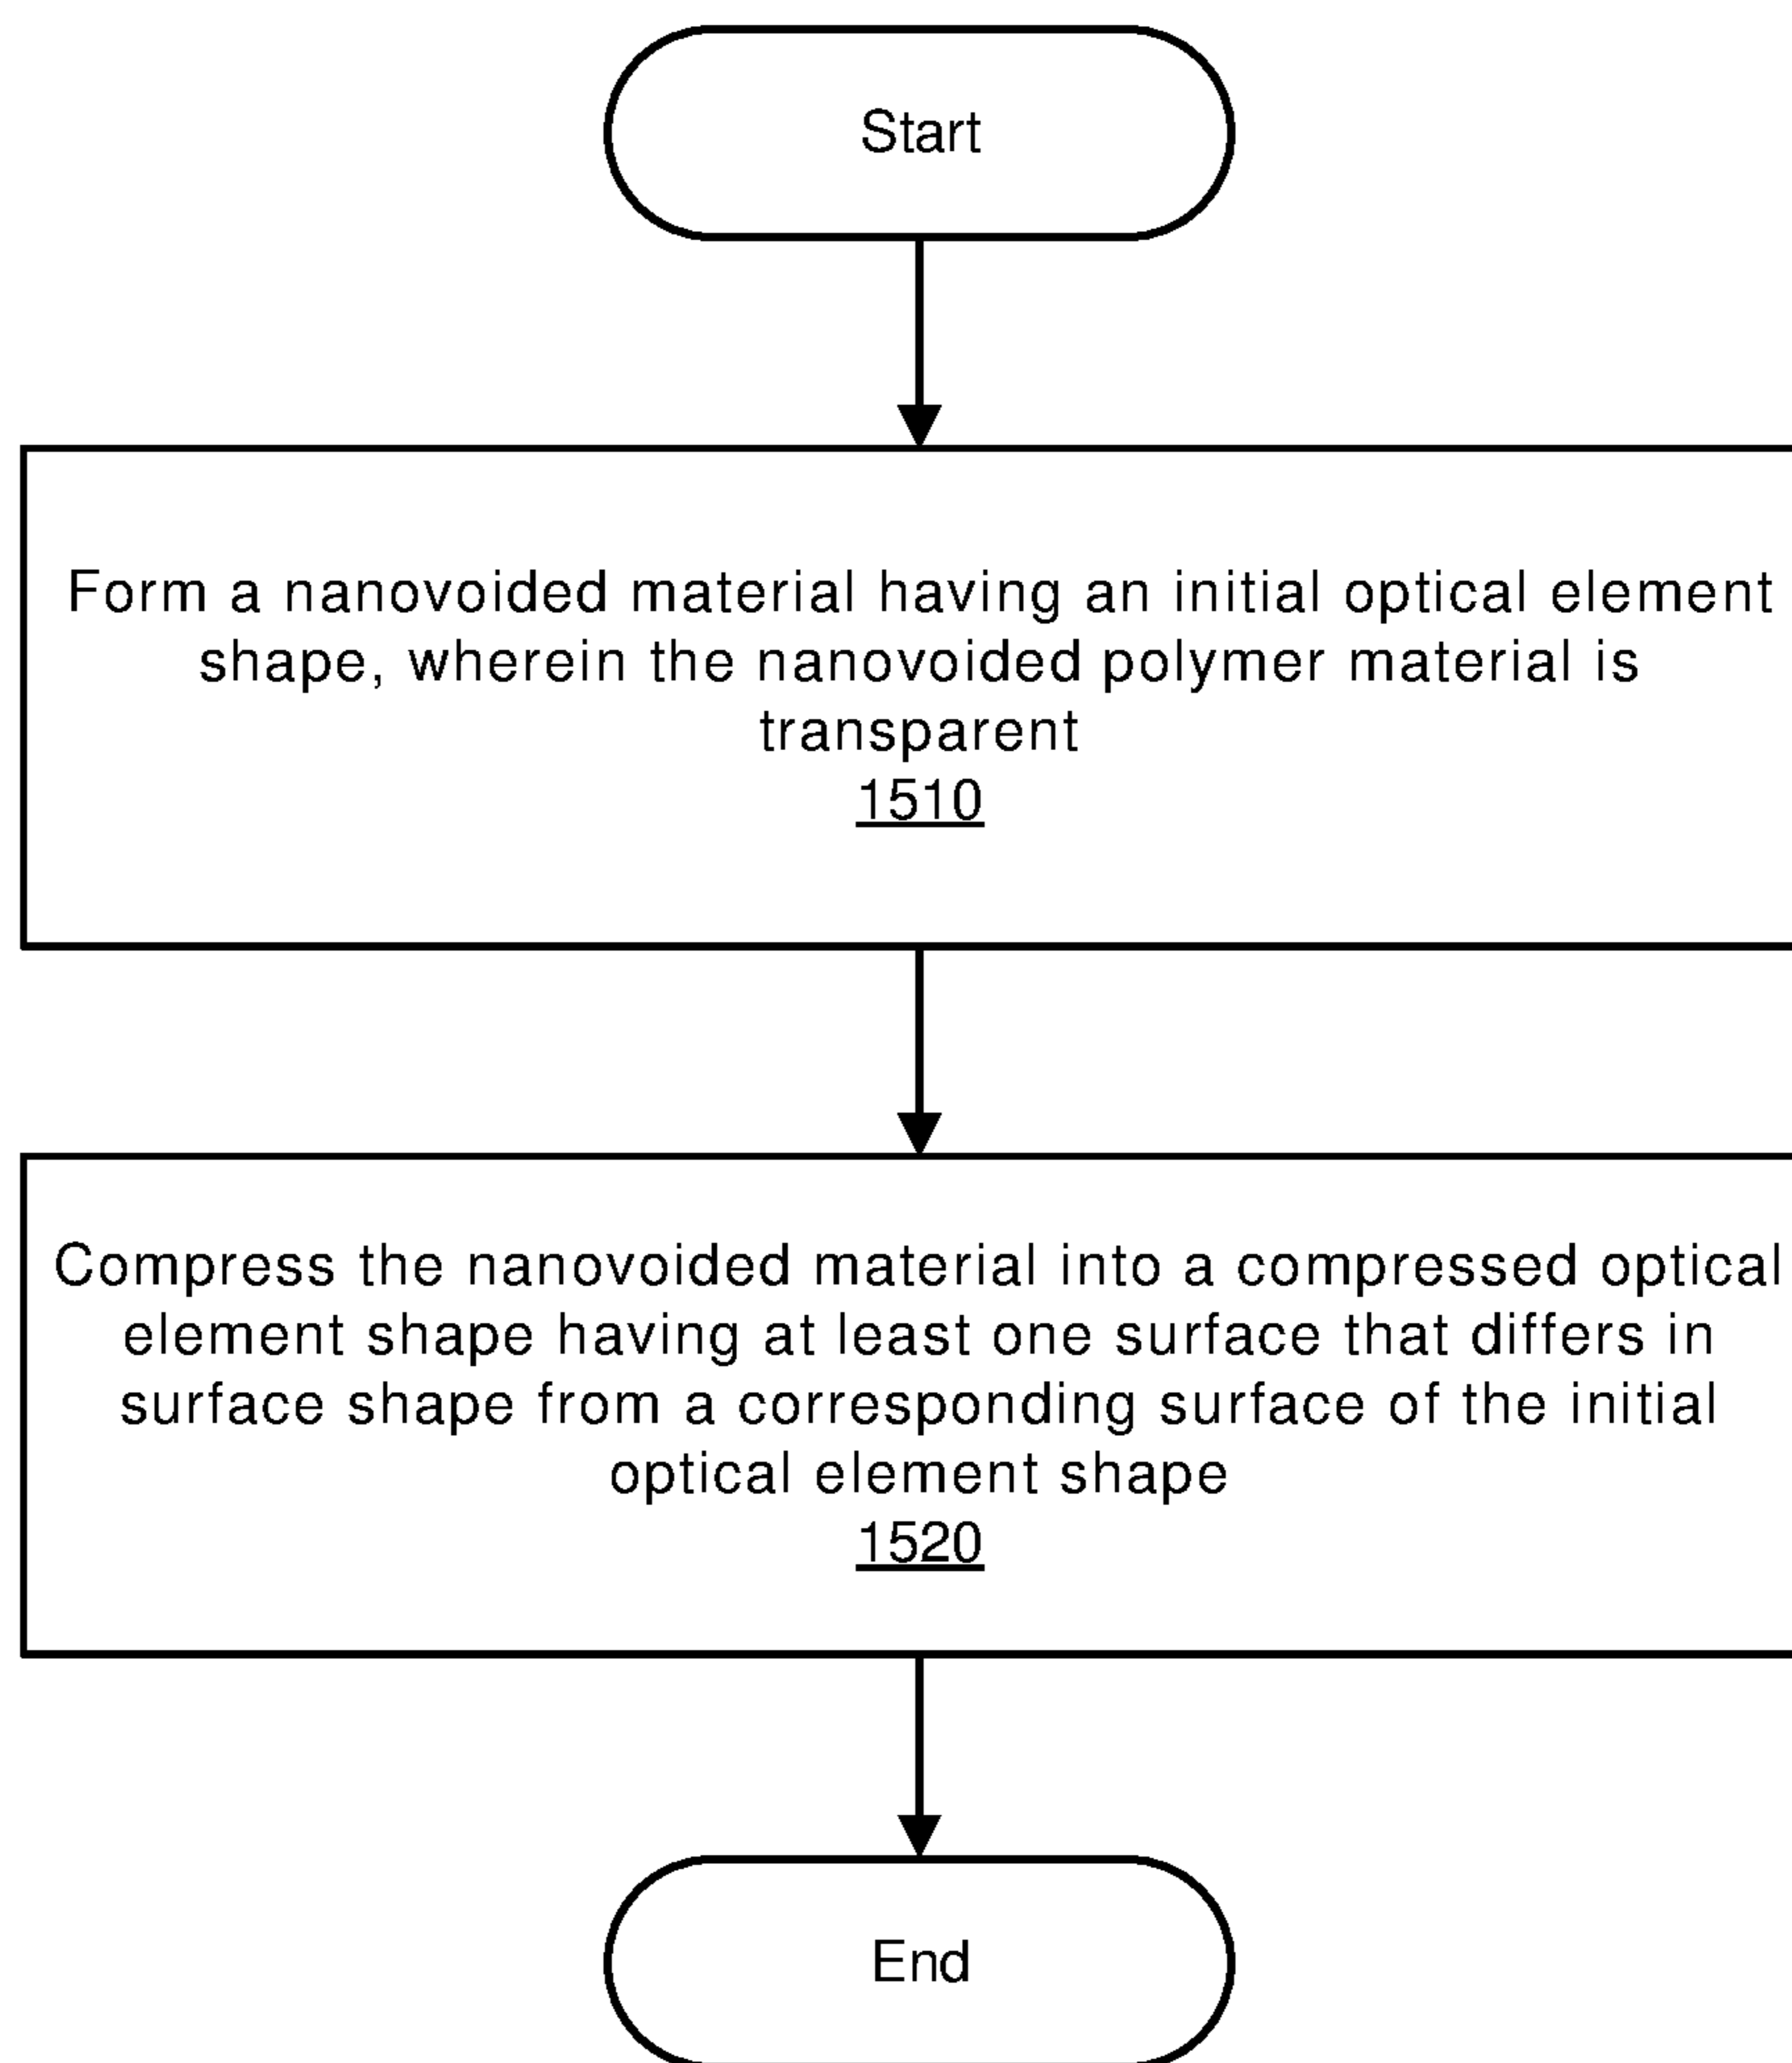 Start
Form a nanovoided material having an initial optical element
shape, wherein the nanovoided polymer material is
transparent
1510
Compress the nanovoided material into a compressed optical
element shape having at least one surface that differs in
surface shape from a corresponding surface of the initial
optical element shape
1520
End